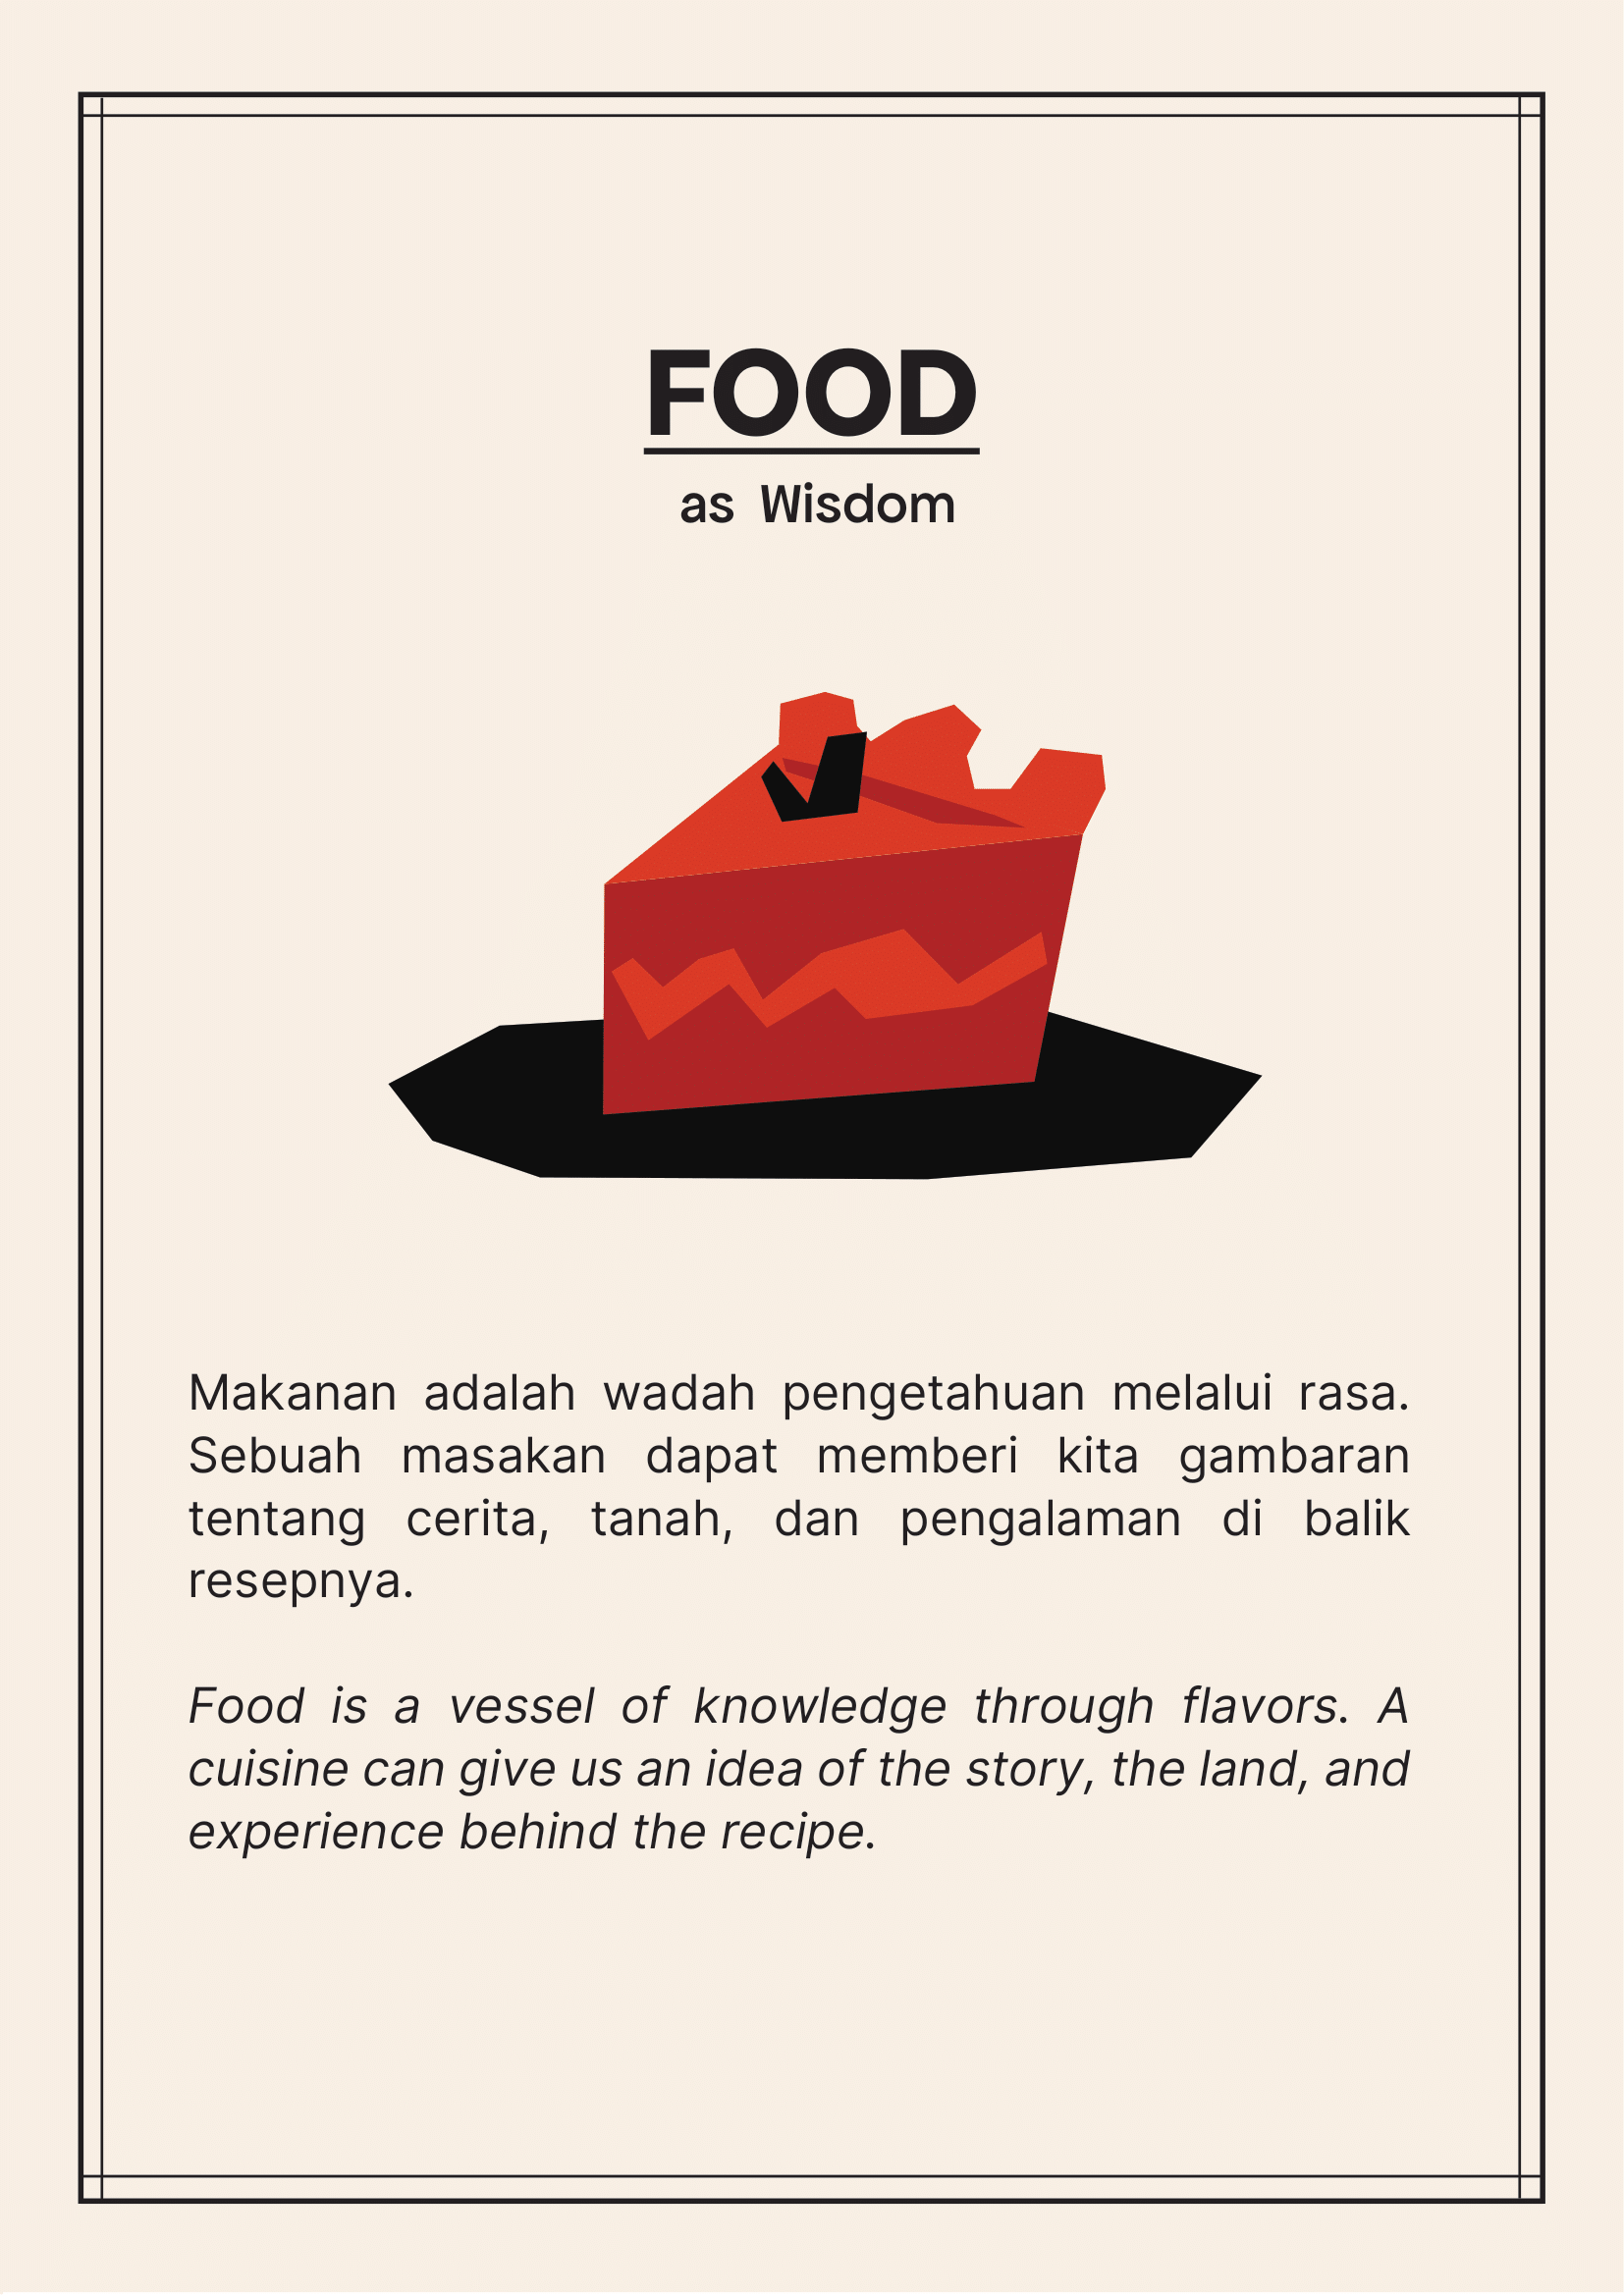 FOOD
as Wisdom
Makanan adalah wadah pengetahuan melalui rasa.
Sebuah masakan dapat memberi kita gambaran
tentang cerita, tanah, dan pengalaman di balik
resepnya.
Food is a vessel of knowledge through flavors. A
cuisine can give us an idea of the story, the land, and
experience behind the recipe.